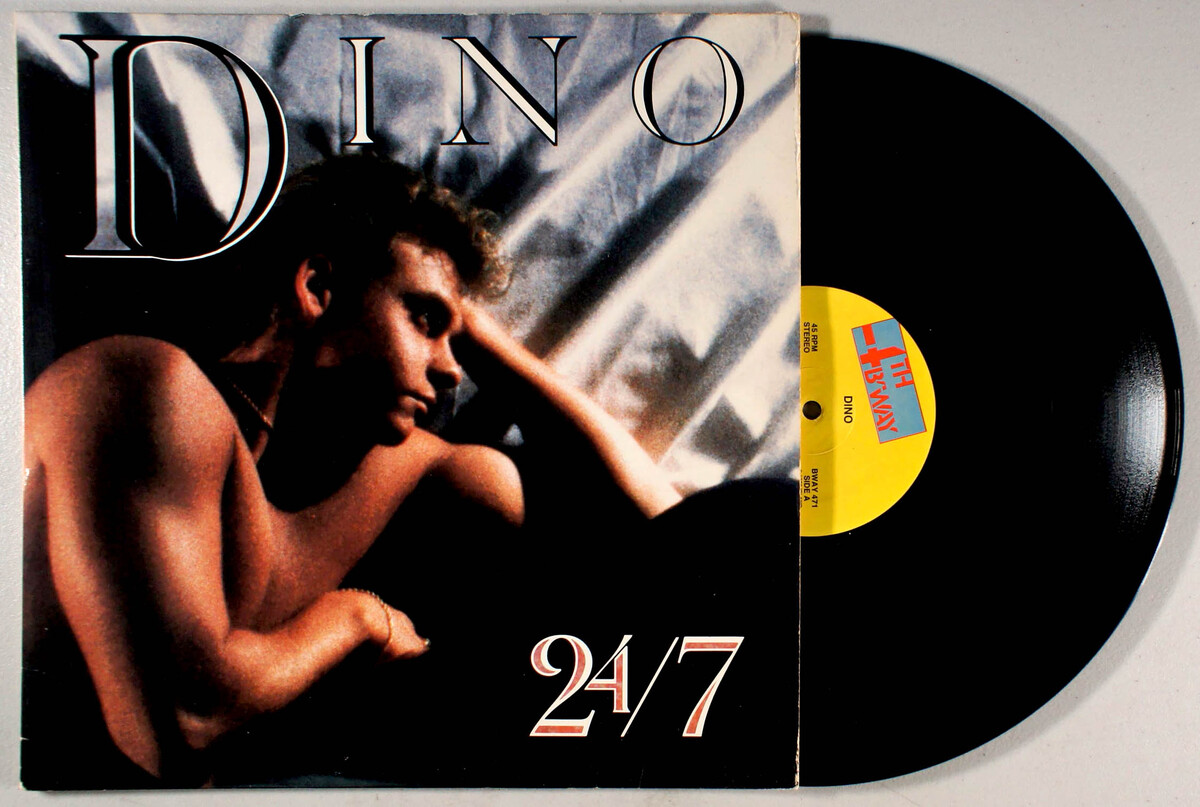 DINO
24/7
4TH
B'WAY
DINO
45 RPM
STEREO
BWAY 471
SIDE A